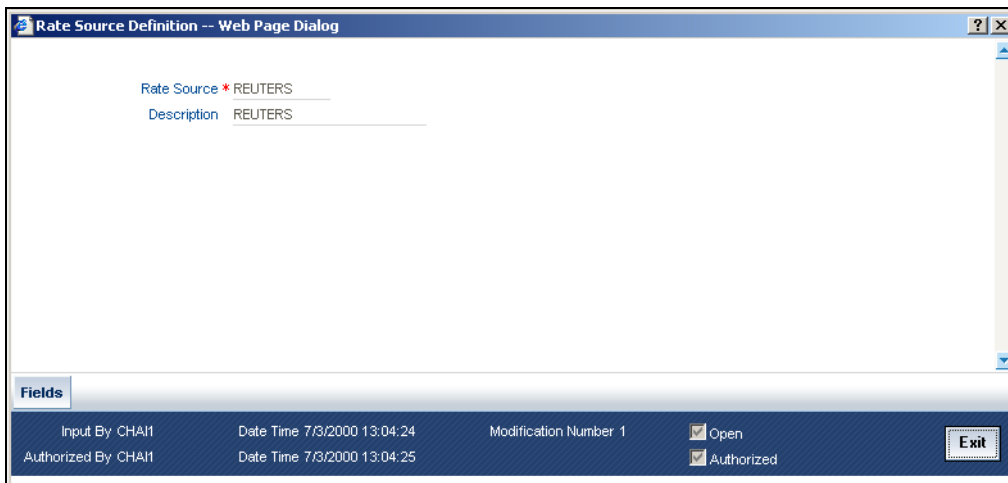 Rate Source Definition -- Web Page Dialog
Rate Source * REUTERS
Description REUTERS
Fields
Input By CHAI1 Date Time 7/3/2000 13:04:24 Modification Number 1 Open
Authorized By CHAI1 Date Time 7/3/2000 13:04:25 Authorized
Exit